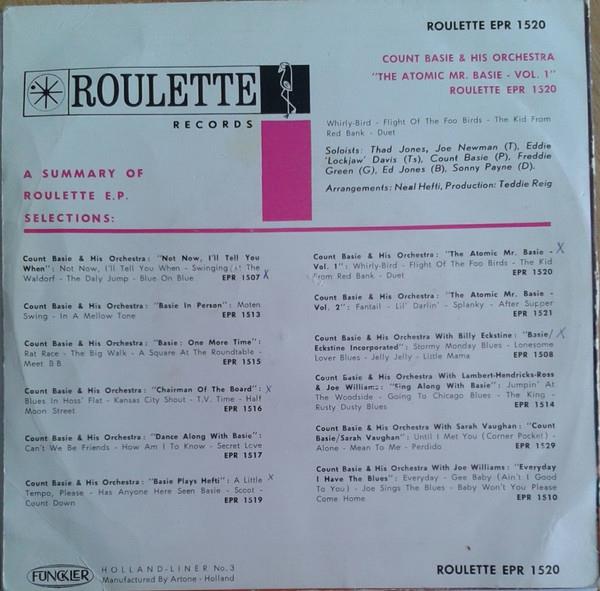 ROULETTE EPR 1520
ROULETTE
RECORDS
COUNT BASIE & HIS ORCHESTRA
"THE ATOMIC MR. BASIE - VOL. 1"
ROULETTE EPR 1520
Whirly-Bird - Flight Of The Foo Birds - The Kid From
Red Bank - Duet
Soloists: Thad Jones, Joe Newman (T), Eddie
'Lockjaw' Davis (Ts), Count Basie (P), Freddie
Green (G), Ed Jones (B), Sonny Payne (D).
Arrangements: Neal Hefti, Production: Teddie Reig
A SUMMARY OF
ROULETTE E.P.
SELECTIONS:
Count Basie & His Orchestra: "Not Now, I'll Tell You
When": Not Now, I'll Tell You When - Swinging at The
Waldorf - The Daly Jump - Blue On Blue EPR 1507 X
Count Basie & His Orchestra: "Basie In Person": Moten
Swing - In A Mellow Tone EPR 1513
Count Basie & His Orchestra: "Basie: One More Time":
Rat Race - The Big Walk - A Square At The Roundtable -
Meet B.B. EPR 1515
Count Basie & His Orchestra: "Chairman Of The Board": X
Blues In Hoss' Flat - Kansas City Shout - T.V. Time - Half
Moon Street EPR 1516
Count Basie & His Orchestra: "Dance Along With Basie":
Can't We Be Friends - How Am I To Know - Secret Love
EPR 1517
Count Basie & His Orchestra: "Basie Plays Hefti": A Little X
Tempo, Please - Has Anyone Here Seen Basie - Scoot -
Count Down EPR 1519
Count Basie & His Orchestra: "The Atomic Mr. Basie - X
Vol. 1": Whirly-Bird - Flight Of The Foo Birds - The Kid
From Red Bank - Duet EPR 1520
Count Basie & His Orchestra: "The Atomic Mr. Basie -
Vol. 2": Fantail - Lil' Darlin' - Splanky - After Supper
EPR 1521
Count Basie & His Orchestra With Billy Eckstine: "Basie/ X
Eckstine Incorporated": Stormy Monday Blues - Lonesome
Lover Blues - Jelly Jelly - Little Mama EPR 1508
Count Basie & His Orchestra With Lambert-Hendricks-Ross
& Joe Williams: "Sing Along With Basie": Jumpin' At
The Woodside - Going To Chicago Blues - The King -
Rusty Dusty Blues EPR 1514
Count Basie & His Orchestra With Sarah Vaughan: "Count
Basie/Sarah Vaughan": Until I Met You (Corner Pocket) -
Alone - Mean To Me - Perdido EPR 1529
Count Basie & His Orchestra With Joe Williams: "Everyday
I Have The Blues": Everyday - Gee Baby (Ain't I Good
To You) - Joe Sings The Blues - Baby Won't You Please
Come Home EPR 1510
FUNCKLER
HOLLAND-LINER No. 3
Manufactured By Artone - Holland
ROULETTE EPR 1520